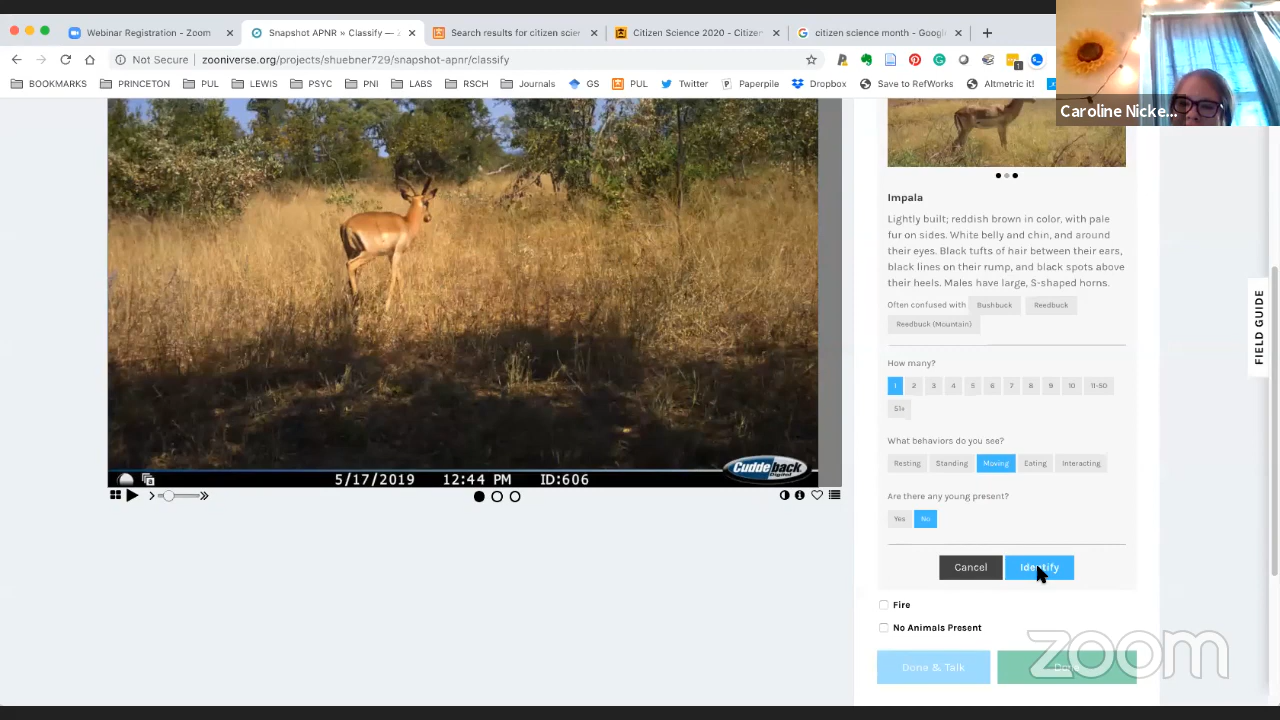 Webinar Registration - Zoom
Snapshot APNR » Classify —
Search results for citizen scien
Citizen Science 2020 - Citizen
citizen science month - Google
Not Secure
zooniverse.org/projects/shuebner729/snapshot-apnr/classify
BOOKMARKS
PRINCETON
PUL
LEWIS
PSYC
PNI
LABS
RSCH
Journals
GS
PUL
Twitter
Paperpile
Dropbox
Save to RefWorks
Altmetric it!
Caroline Nicke...
Impala
Lightly built; reddish brown in color, with pale
fur on sides. White belly and chin, and around
their eyes. Black tufts of hair between their ears,
black lines on their rump, and black spots above
their heels. Males have large, S-shaped horns.
Often confused with Bushbuck Reedbuck
Reedbuck (Mountain)
How many?
1 2 3 4 5 6 7 8 9 10 11-50
51+
What behaviors do you see?
Resting Standing Moving Eating Interacting
Are there any young present?
Yes No
Cancel Identify
Fire
No Animals Present
Done & Talk Done
FIELD GUIDE
Cuddeback
Digital
5/17/2019 12:44 PM ID:606
zoom